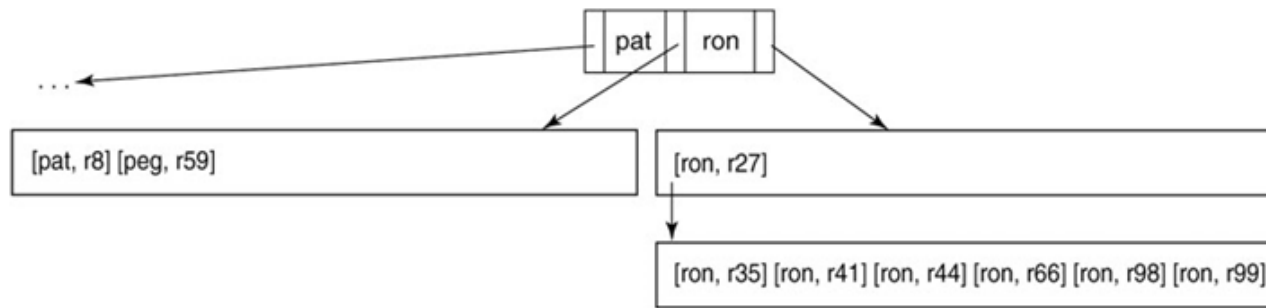 pat ron
...
[pat, r8] [peg, r59]
[ron, r27]
[ron, r35] [ron, r41] [ron, r44] [ron, r66] [ron, r98] [ron, r99]